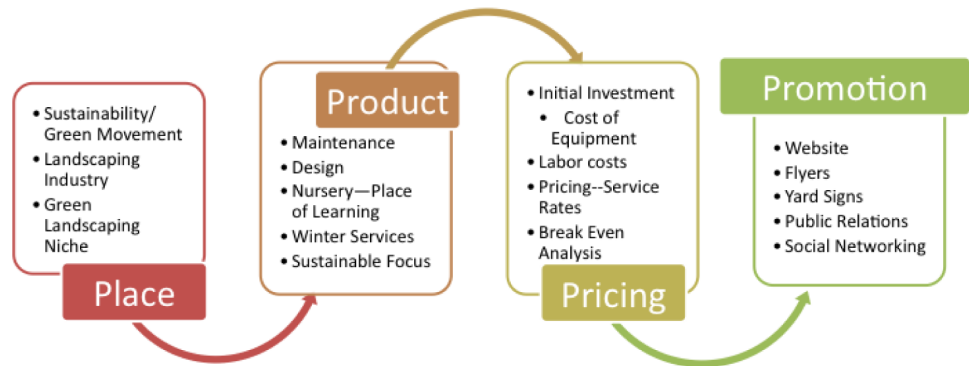 • Sustainability/
Green Movement
• Landscaping
Industry
• Green
Landscaping
Niche
Place
Product
• Maintenance
• Design
• Nursery—Place
of Learning
• Winter Services
• Sustainable Focus
• Initial Investment
• Cost of
Equipment
• Labor costs
• Pricing--Service
Rates
• Break Even
Analysis
Pricing
Promotion
• Website
• Flyers
• Yard Signs
• Public Relations
• Social Networking